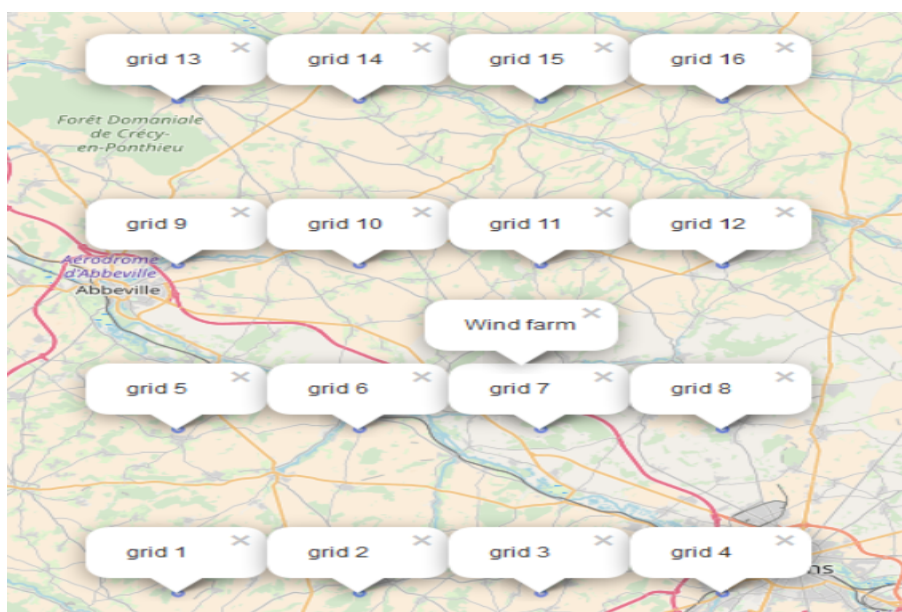 grid 13 ×
grid 14 ×
grid 15 ×
grid 16 ×
Forêt Domaniale
de Crécy-
en-Ponthieu
grid 9 ×
grid 10 ×
grid 11 ×
grid 12 ×
Aérodrome
d'Abbeville
Abbeville
Wind farm ×
grid 5 ×
grid 6 ×
grid 7 ×
grid 8 ×
grid 1 ×
grid 2 ×
grid 3 ×
grid 4 ×